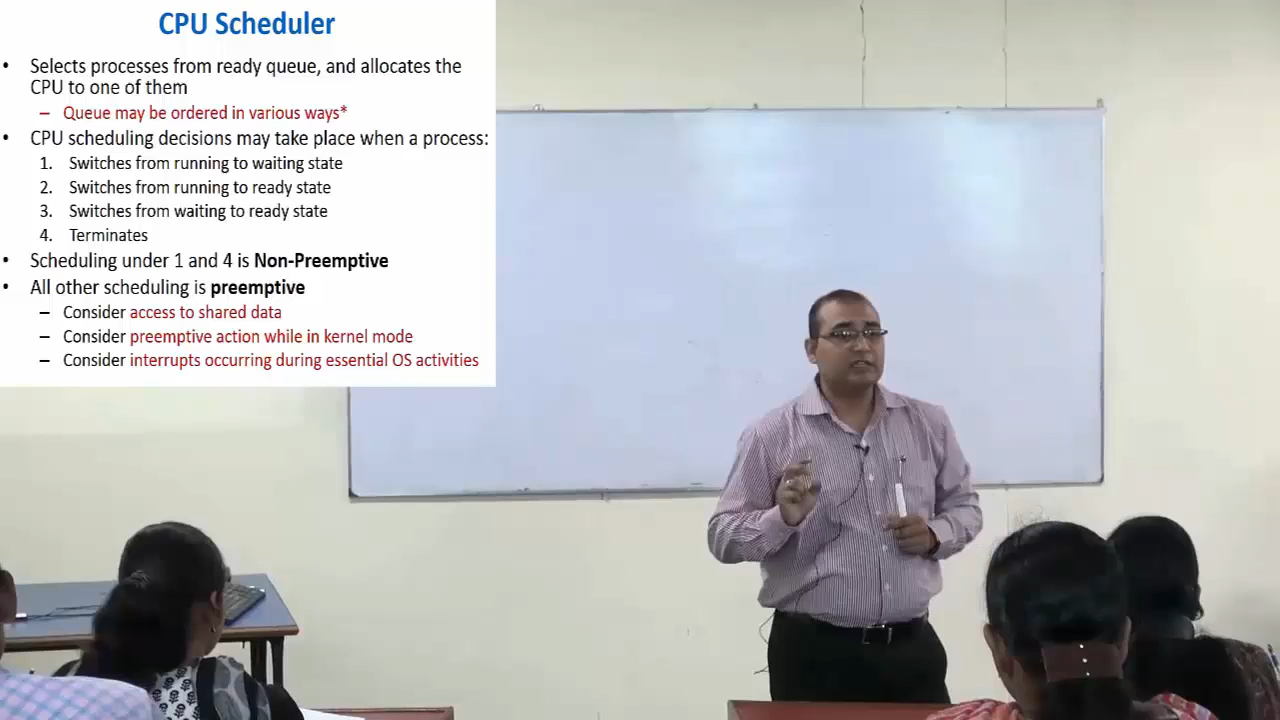 CPU Scheduler
• Selects processes from ready queue, and allocates the
CPU to one of them
– Queue may be ordered in various ways*
• CPU scheduling decisions may take place when a process:
1. Switches from running to waiting state
2. Switches from running to ready state
3. Switches from waiting to ready state
4. Terminates
• Scheduling under 1 and 4 is Non-Preemptive
• All other scheduling is preemptive
– Consider access to shared data
– Consider preemptive action while in kernel mode
– Consider interrupts occurring during essential OS activities